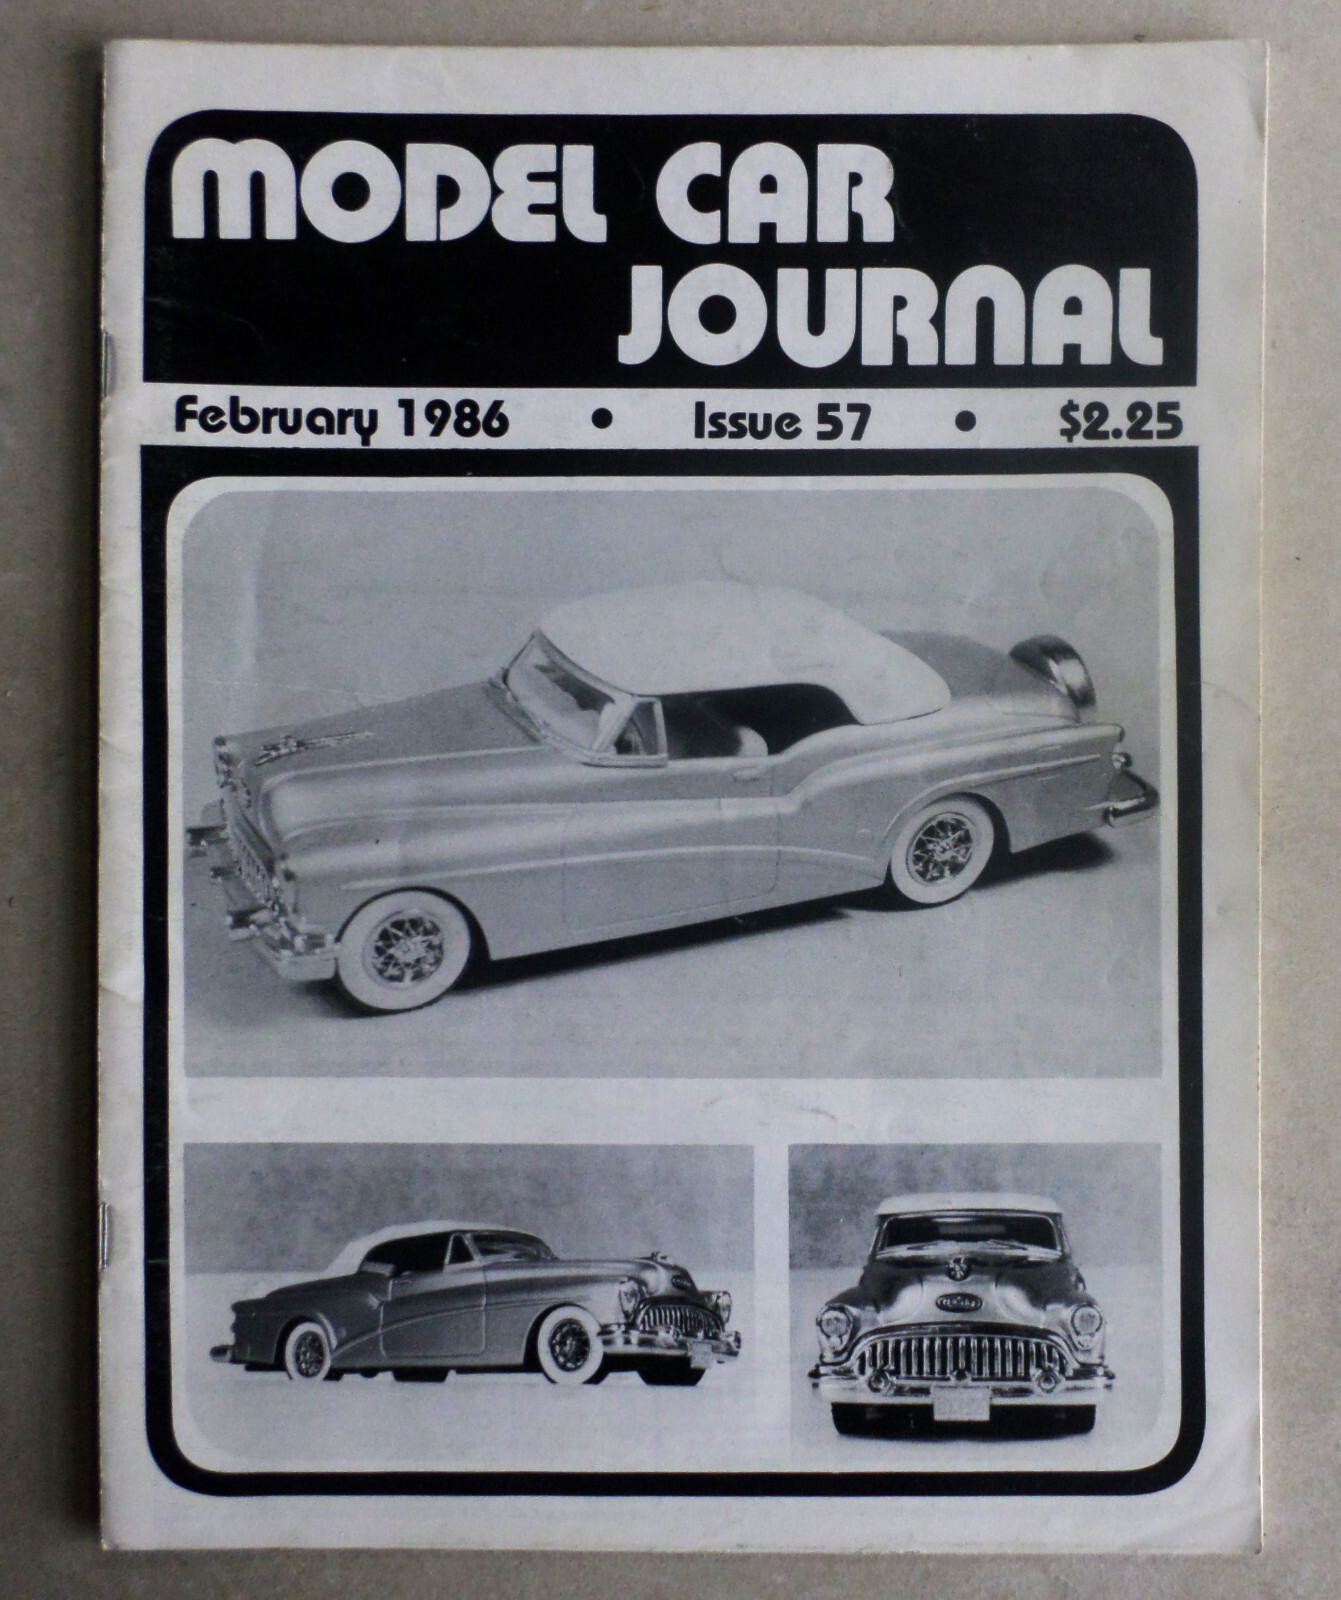 MODEL CAR
JOURNAL
February 1986 • Issue 57 • $2.25